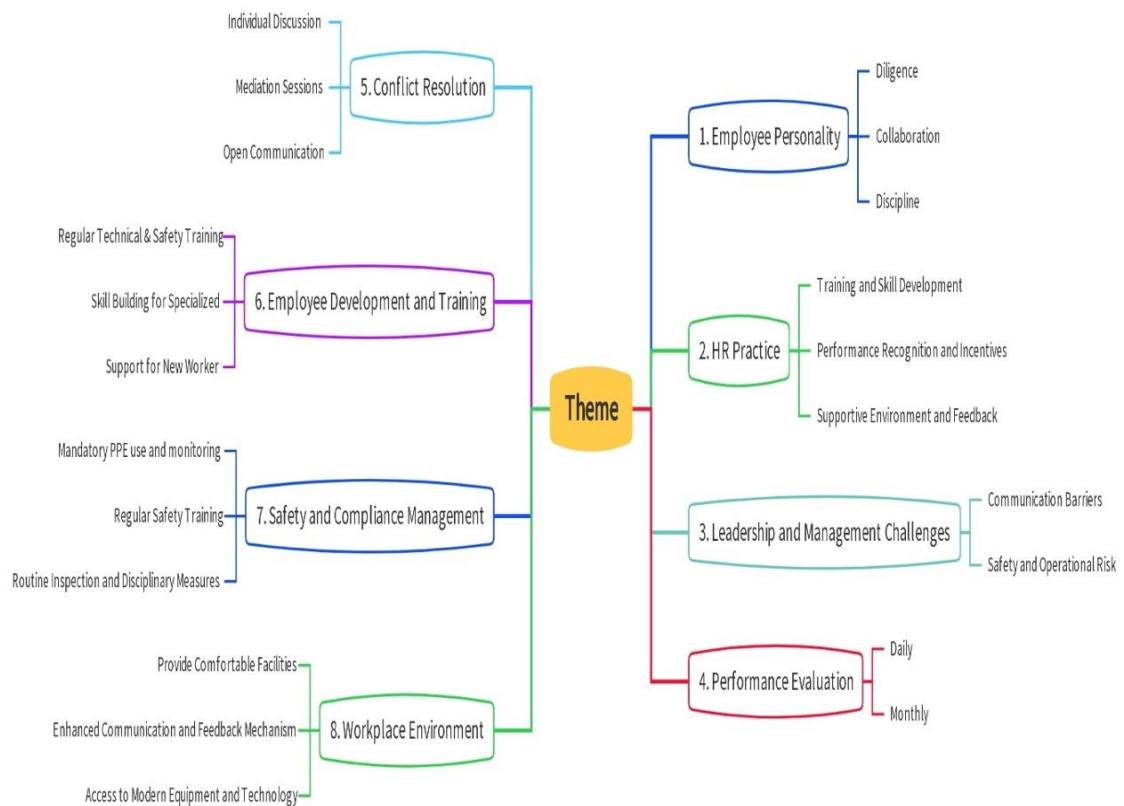 Theme
1. Employee Personality
Diligence
Collaboration
Discipline
2. HR Practice
Training and Skill Development
Performance Recognition and Incentives
Supportive Environment and Feedback
3. Leadership and Management Challenges
Communication Barriers
Safety and Operational Risk
4. Performance Evaluation
Daily
Monthly
5. Conflict Resolution
Individual Discussion
Mediation Sessions
Open Communication
6. Employee Development and Training
Regular Technical & Safety Training
Skill Building for Specialized
Support for New Worker
7. Safety and Compliance Management
Mandatory PPE use and monitoring
Regular Safety Training
Routine Inspection and Disciplinary Measures
8. Workplace Environment
Provide Comfortable Facilities
Enhanced Communication and Feedback Mechanism
Access to Modern Equipment and Technology